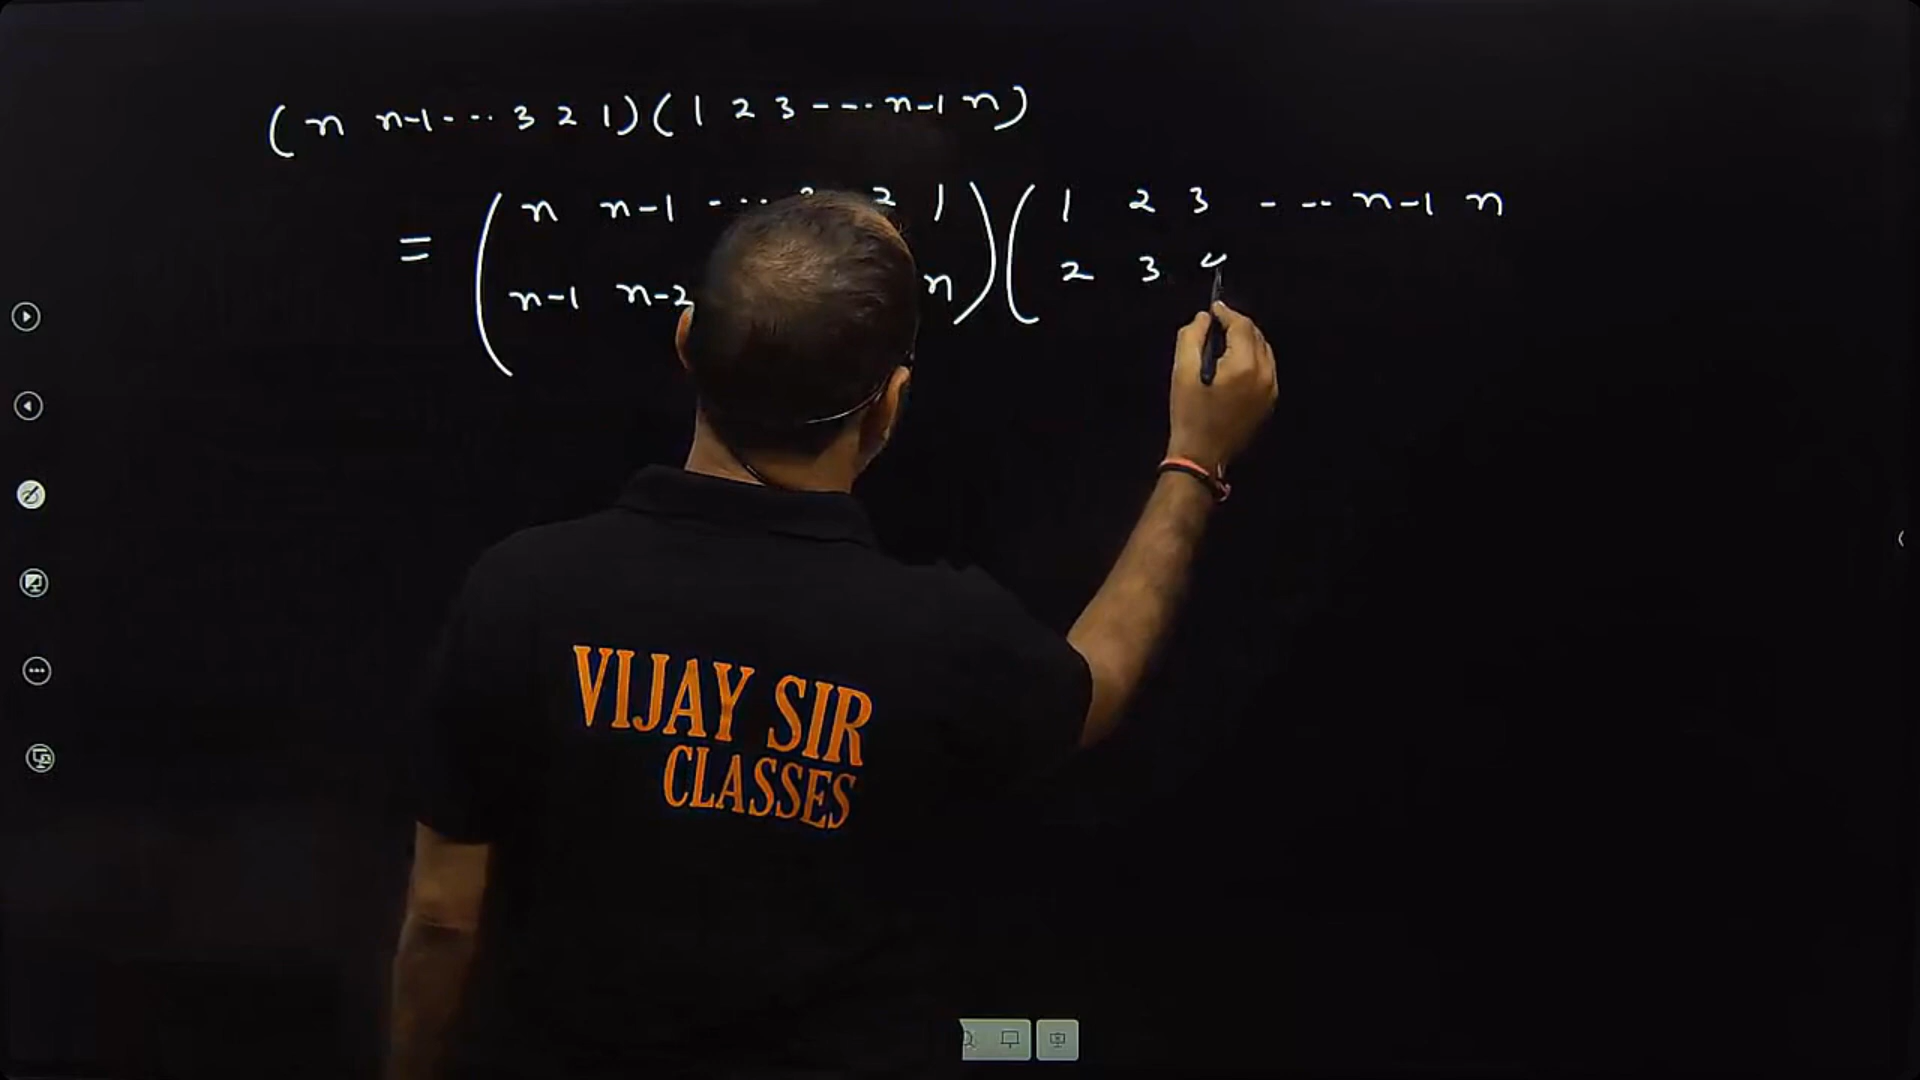 (n n-1 ... 3 2 1)(1 2 3 ---- n-1 n)
= (n n-1 ... 2 1)(1 2 3 - -- n-1 n
n-1 n-2 n 2 3
VIJAY SIR
CLASSES